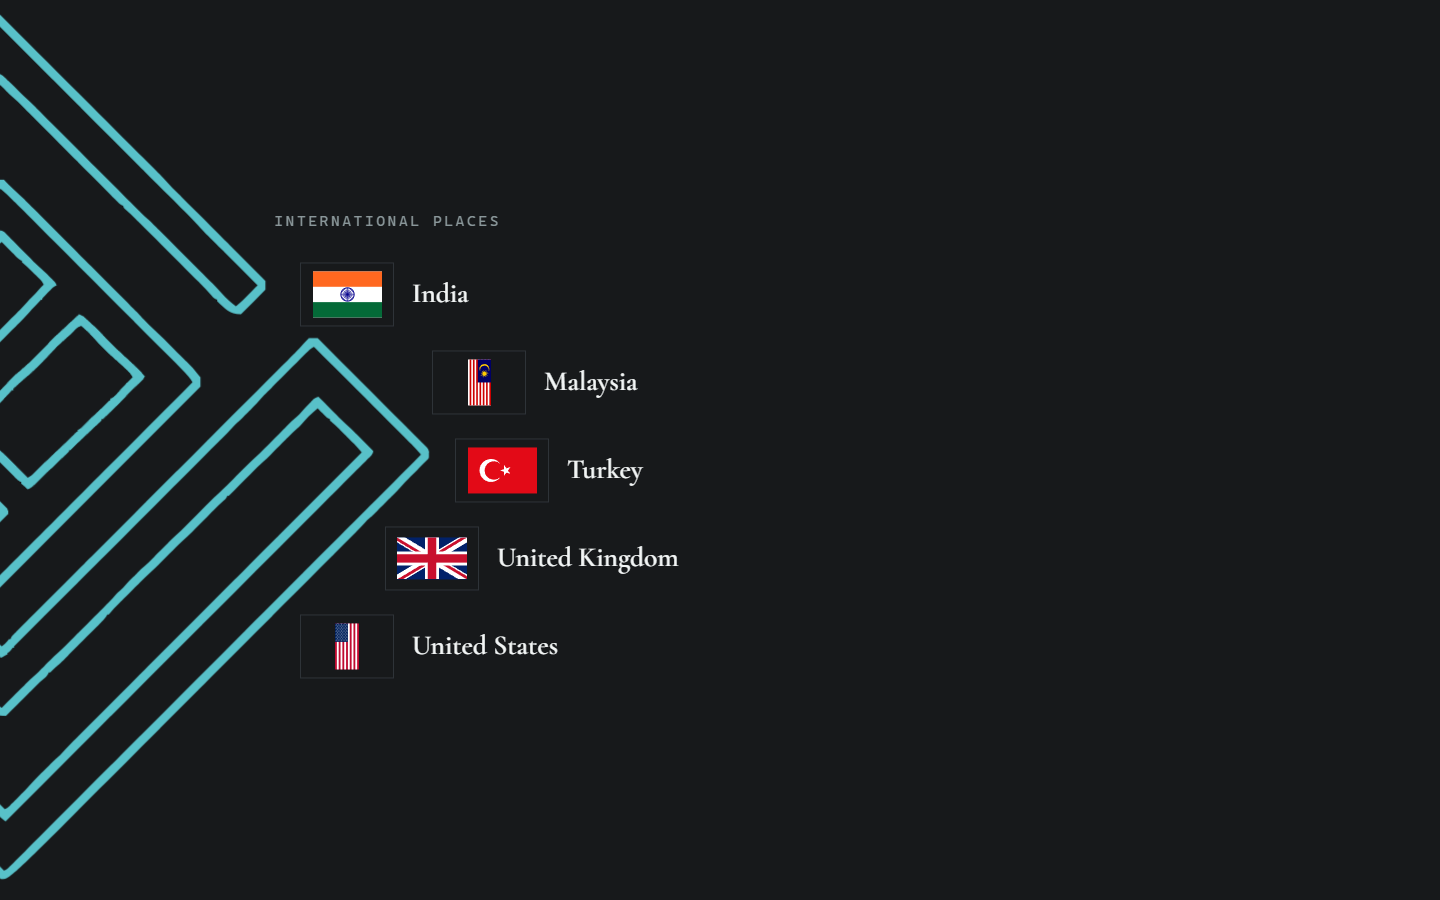 INTERNATIONAL PLACES
India
Malaysia
Turkey
United Kingdom
United States